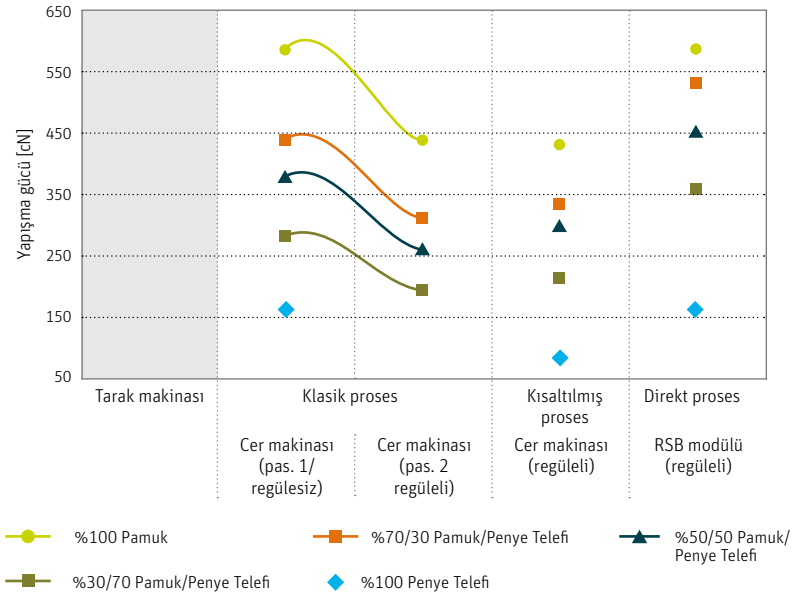 650
550
450
350
250
150
50
Yapışma gücü [cN]
Tarak makinası
Klasik proses
Kısaltılmış
proses
Direkt proses
Cer makinası
(pas. 1/
regülesiz)
Cer makinası
(pas. 2
regüleli)
Cer makinası
(regüleli)
RSB modülü
(regüleli)
%100 Pamuk
%70/30 Pamuk/Penye Telefi
%50/50 Pamuk/
Penye Telefi
%30/70 Pamuk/Penye Telefi
%100 Penye Telefi